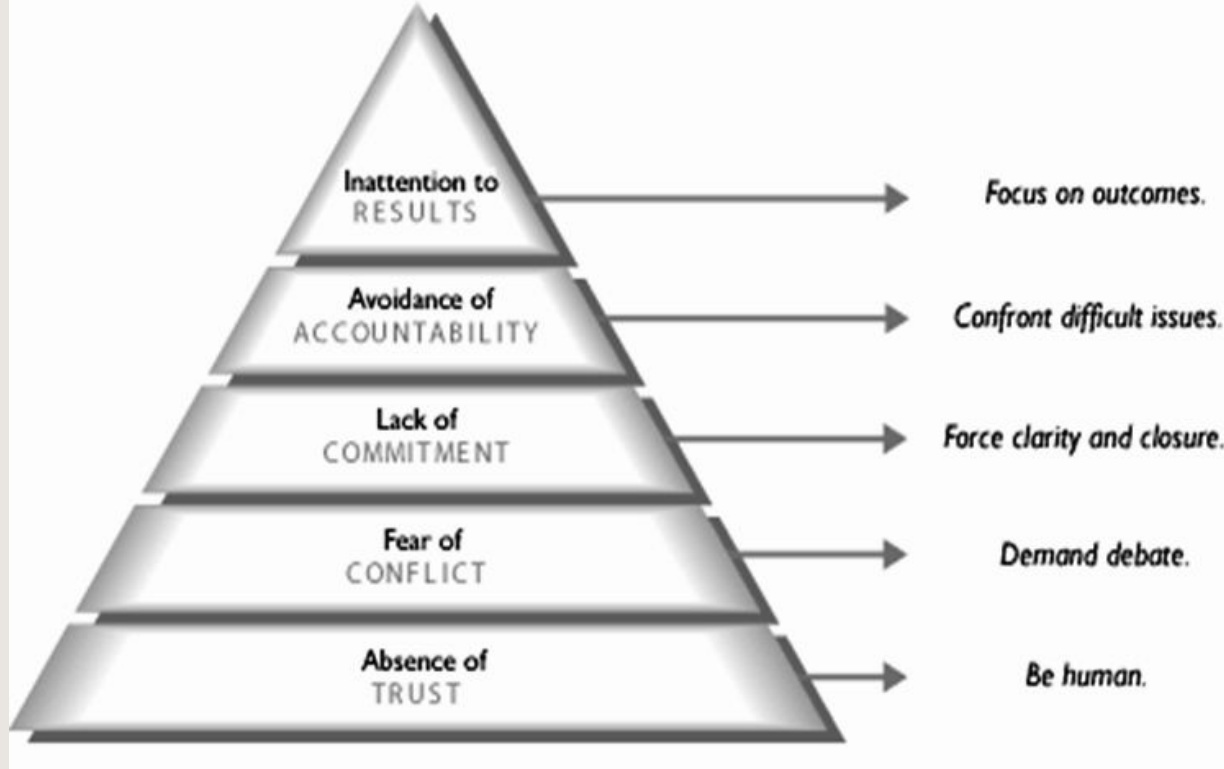 Inattention to
RESULTS
Focus on outcomes.
Avoidance of
ACCOUNTABILITY
Confront difficult issues.
Lack of
COMMITMENT
Force clarity and closure.
Fear of
CONFLICT
Demand debate.
Absence of
TRUST
Be human.